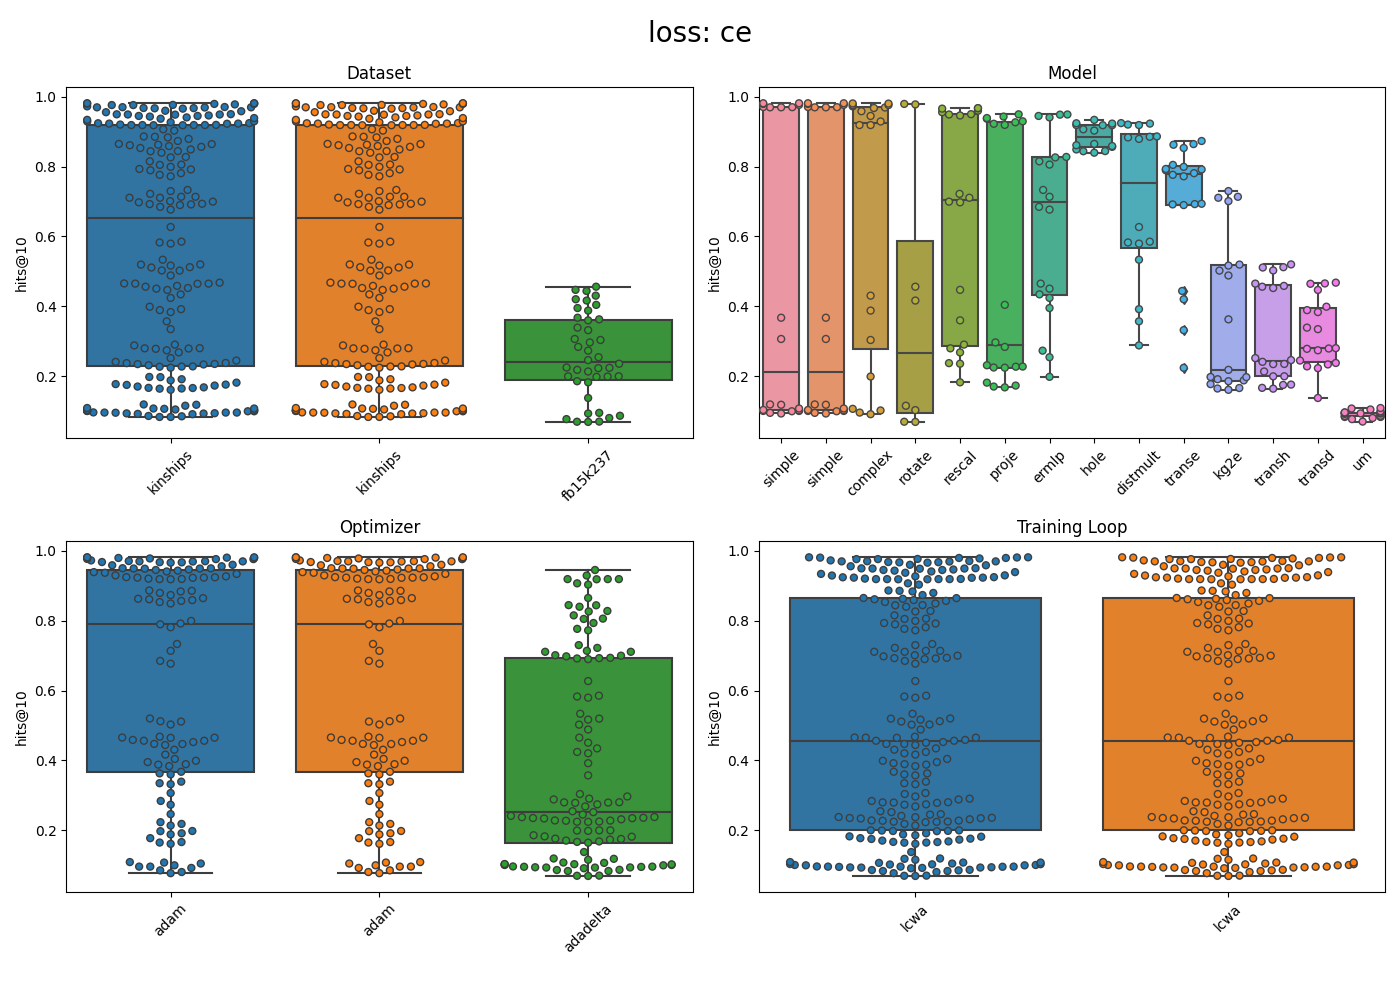 loss: ce
Dataset
hits@10
1.0
0.8
0.6
0.4
0.2
kinships
kinships
fb15k237
Model
hits@10
1.0
0.8
0.6
0.4
0.2
simple
simple
complex
rotate
rescal
proje
ermlp
hole
distmult
transe
kg2e
transh
transd
um
Optimizer
hits@10
1.0
0.8
0.6
0.4
0.2
adam
adam
adadelta
Training Loop
hits@10
1.0
0.8
0.6
0.4
0.2
lcwa
lcwa